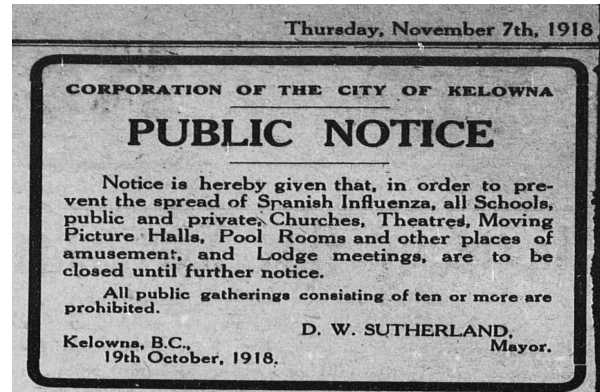 Thursday, November 7th, 1918
CORPORATION OF THE CITY OF KELOWNA
PUBLIC NOTICE
Notice is hereby given that, in order to pre-
vent the spread of Spanish Influenza, all Schools,
public and private, Churches, Theatres, Moving
Picture Halls, Pool Rooms and other places of
amusement, and Lodge meetings, are to be
closed until further notice.
All public gatherings consisting of ten or more are
prohibited.
D. W. SUTHERLAND,
Mayor.
Kelowna, B.C.,
19th October, 1918.